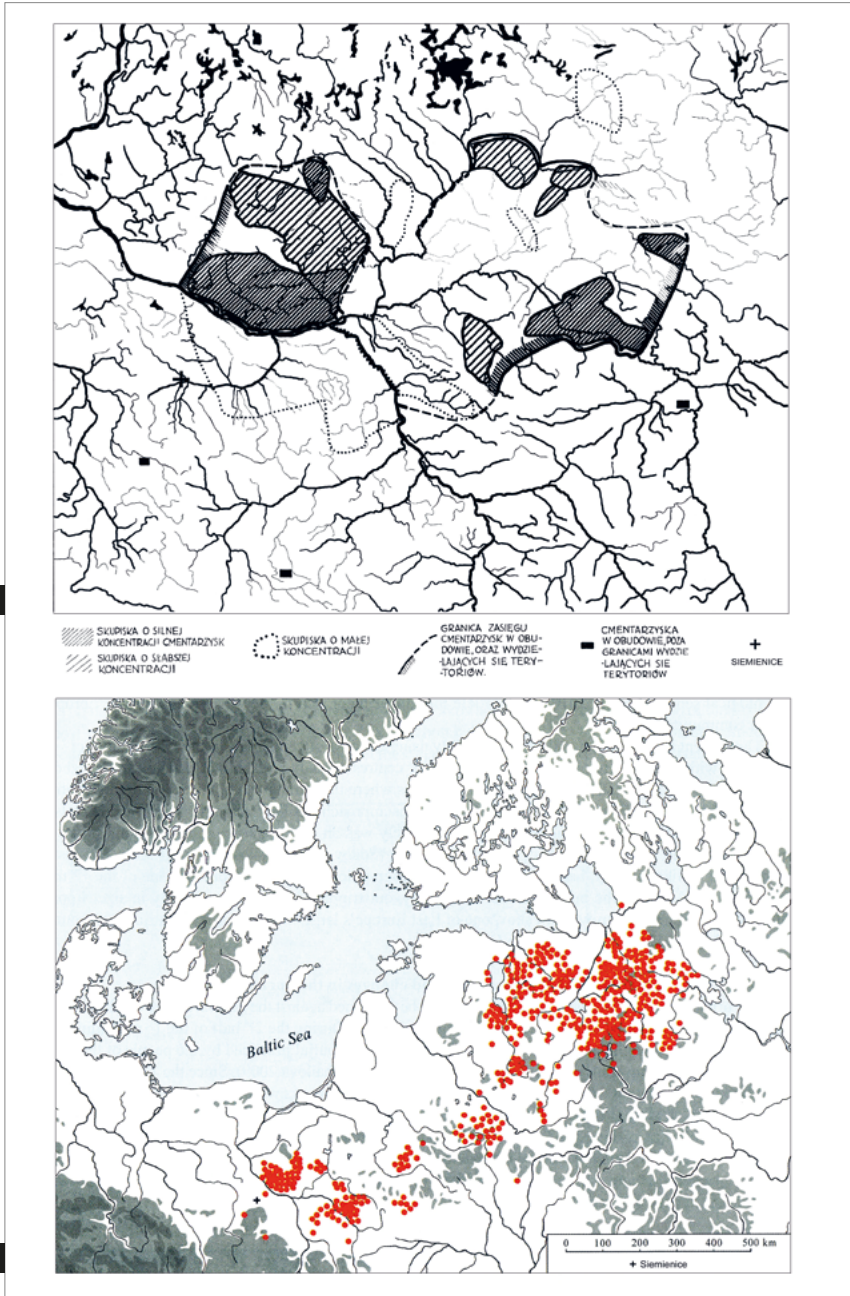 SKUPISKA O SILNEJ
KONCENTRACJI CMENTARZYSK
SKUPISKA O SŁABSZEJ
KONCENTRACJI
SKUPISKA O MAŁEJ
KONCENTRACJI
GRANICA ZASIĘGU
CMENTARZYSK W OBU-
DOWIE, ORAZ WYDZIE-
-LAJĄCYCH SIĘ TERY-
-TORIÓW.
CMENTARZYSKA
W OBUDOWIE, POZA
GRANICAMI WYDZIE
-LAJĄCYCH SIĘ
TERYTORIÓW
SIEMIENICE
Baltic Sea
0 100 200 300 400 500 km
+ Siemienice